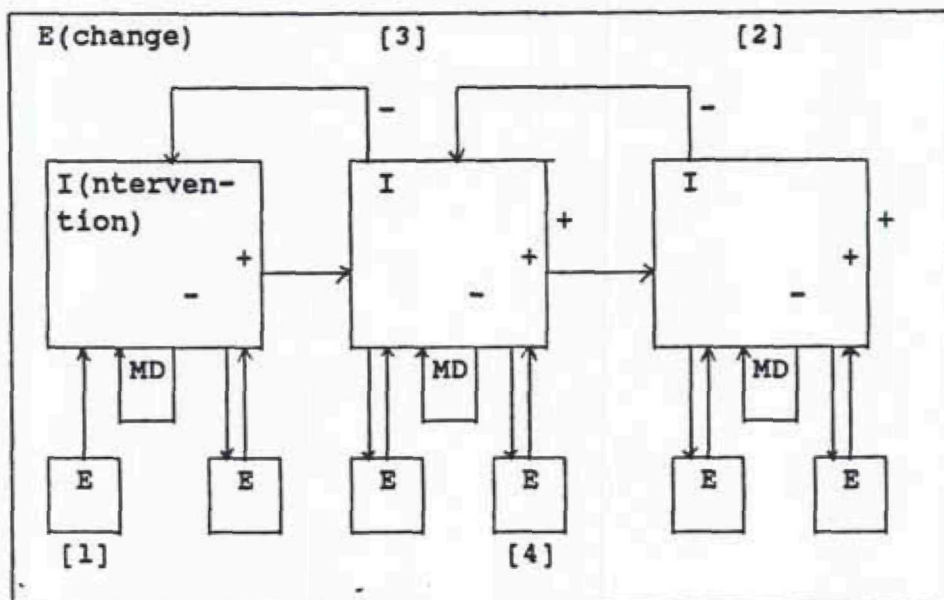 E(change) [3] [2]
- -
I(nterven- I I
tion)
+ +
+ + +
- - -
MD MD MD
E E E E E E
[1] [4]